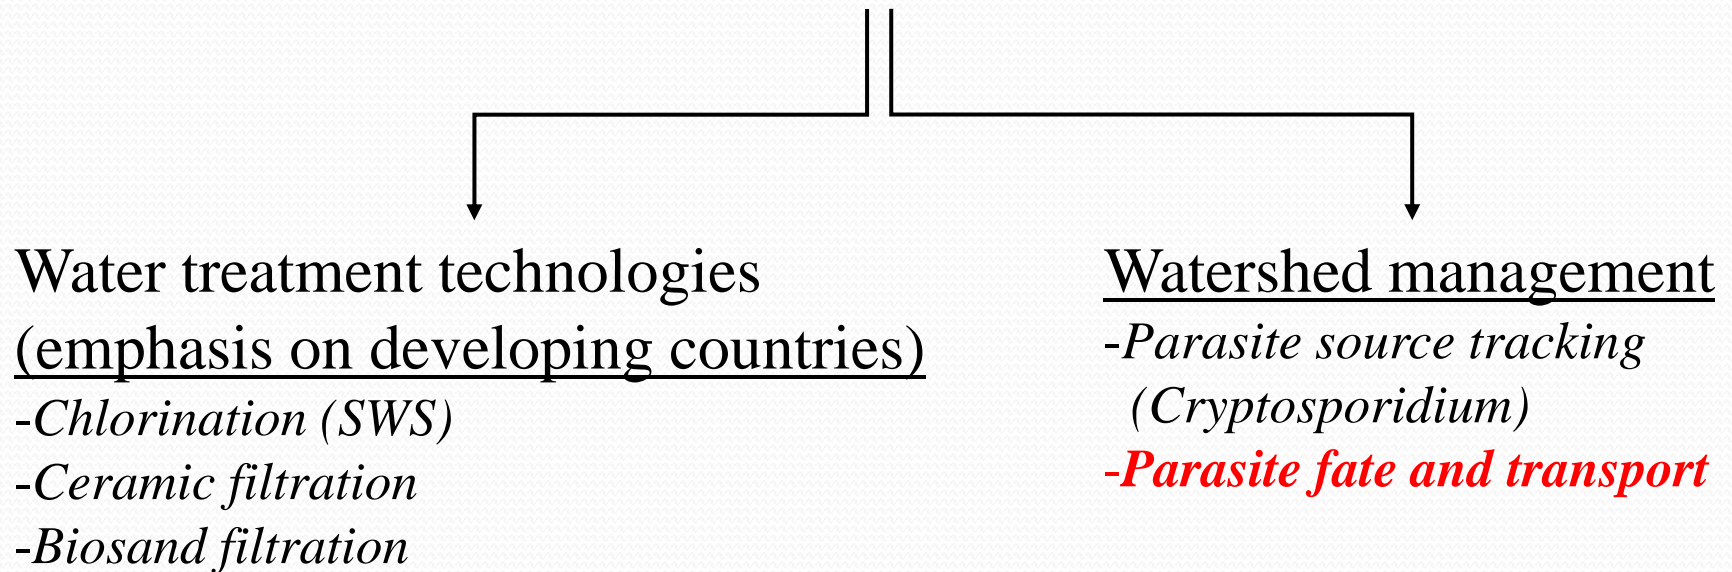 Water treatment technologies
(emphasis on developing countries)
-Chlorination (SWS)
-Ceramic filtration
-Biosand filtration
Watershed management
-Parasite source tracking
(Cryptosporidium)
-Parasite fate and transport